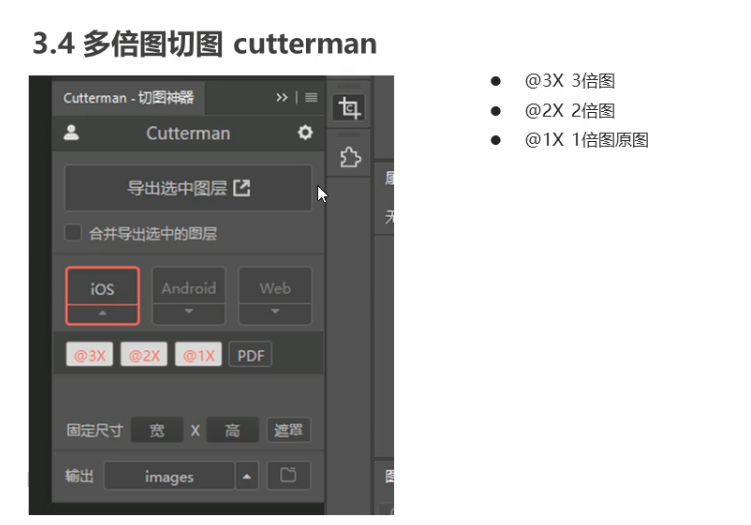 3.4 多倍图切图 cutterman
Cutterman - 切图神器
Cutterman
导出选中图层
合并导出选中的图层
iOS Android Web
@3X @2X @1X PDF
固定尺寸 宽 X 高 遮罩
输出 images
无
图
@3X 3倍图
@2X 2倍图
@1X 1倍图原图